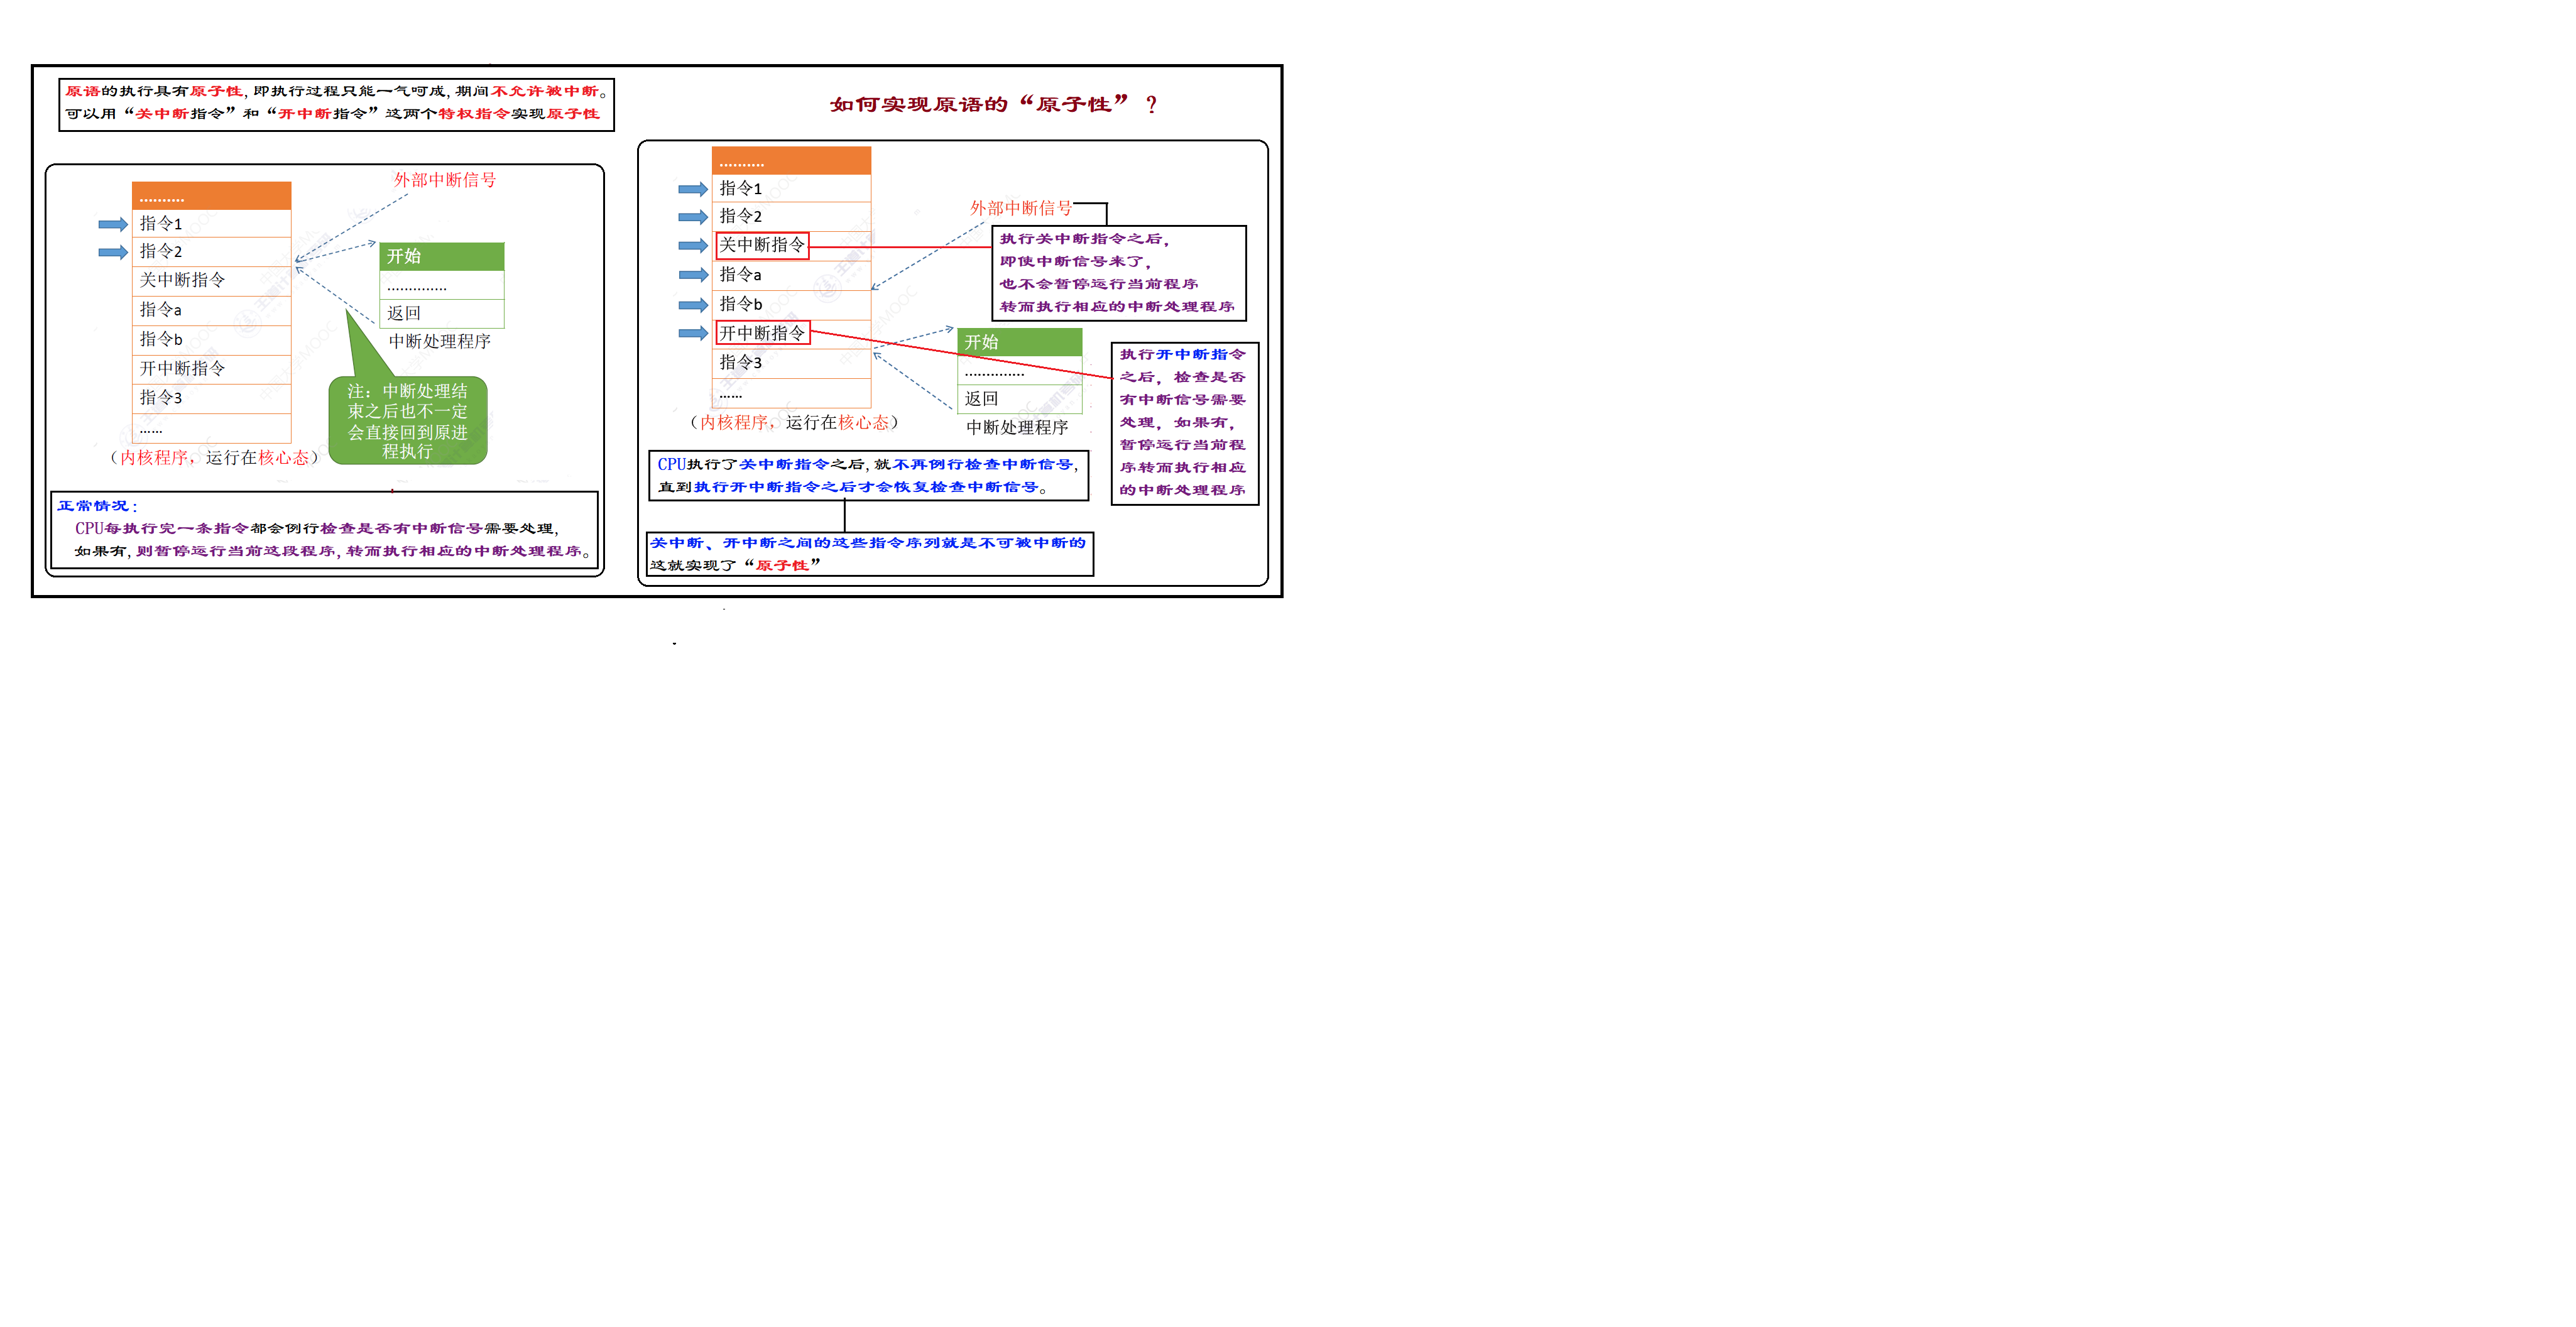 原语的执行具有原子性,即执行过程只能一气呵成,期间不允许被中断。
可以用“关中断指令”和“开中断指令”这两个特权指令实现原子性
如何实现原语的“原子性”?
..........
指令1
指令2
关中断指令
指令a
指令b
开中断指令
指令3
......
(内核程序,运行在核心态)
外部中断信号
开始
..............
返回
中断处理程序
注:中断处理结
束之后也不一定
会直接回到原进
程执行
正常情况:
CPU每执行完一条指令都会例行检查是否有中断信号需要处理,
如果有,则暂停运行当前这段程序,转而执行相应的中断处理程序。
..........
指令1
指令2
关中断指令
指令a
指令b
开中断指令
指令3
......
(内核程序,运行在核心态)
外部中断信号
执行关中断指令之后,
即使中断信号来了,
也不会暂停运行当前程序
转而执行相应的中断处理程序
开始
..............
返回
中断处理程序
执行开中断指令
之后,检查是否
有中断信号需要
处理,如果有,
暂停运行当前程
序转而执行相应
的中断处理程序
CPU执行了关中断指令之后,就不再例行检查中断信号,
直到执行开中断指令之后才会恢复检查中断信号。
关中断、开中断之间的这些指令序列就是不可被中断的
这就实现了“原子性”